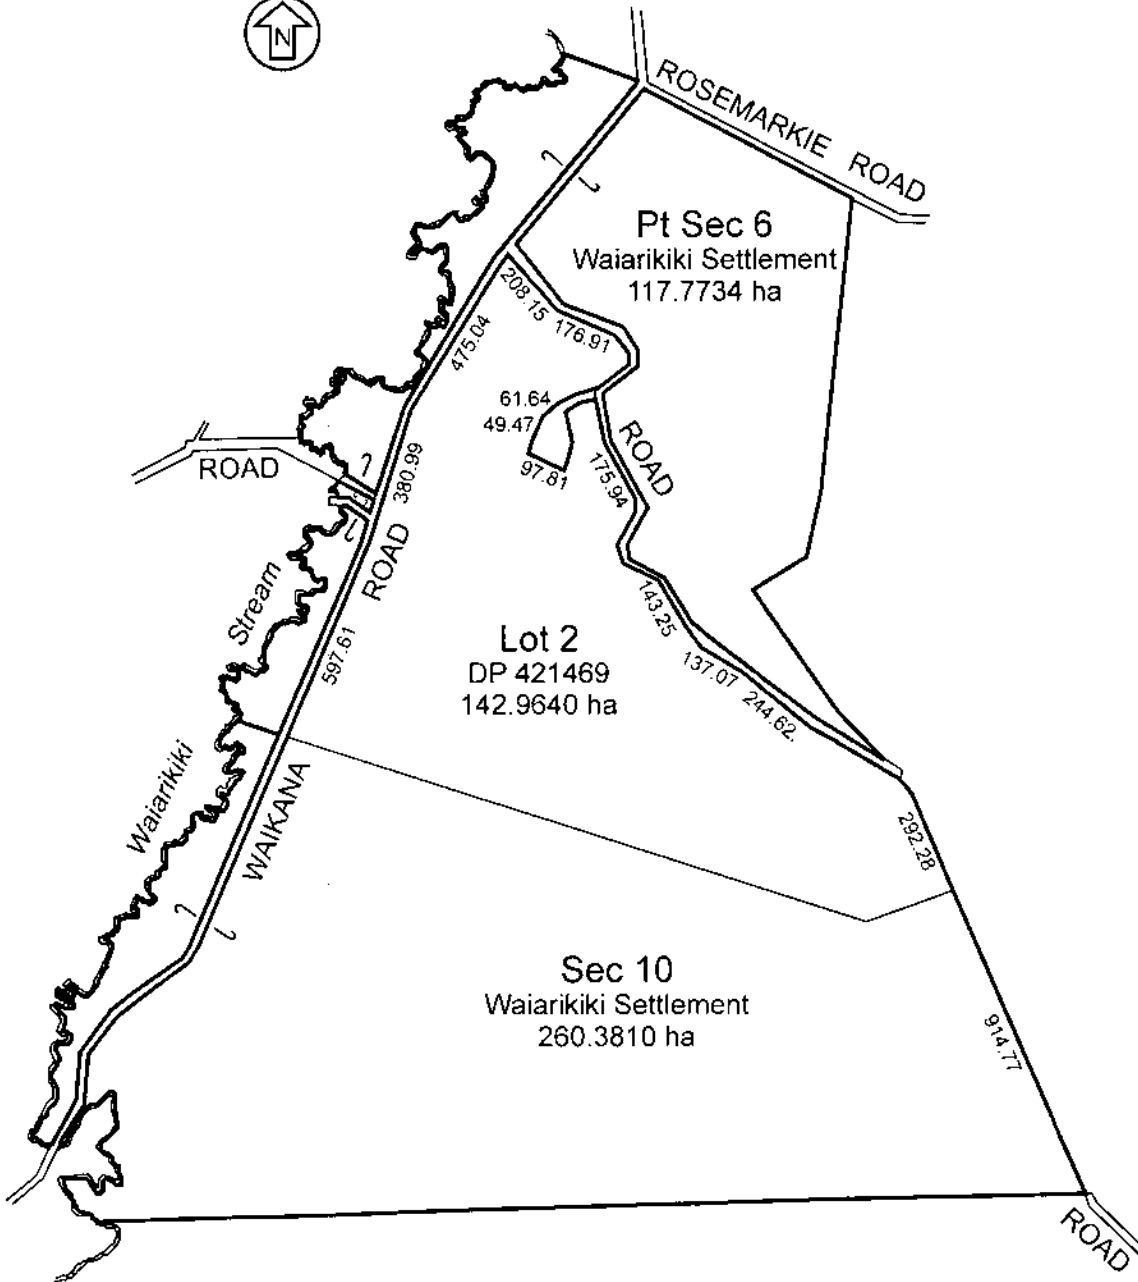 N
ROSEMARKIE ROAD
Pt Sec 6
Waiarikiki Settlement
117.7734 ha
208.15
176.91
475.04
61.64
49.47
97.81
ROAD
175.94
ROAD
380.99
ROAD
Stream
597.61
143.25
Lot 2
DP 421469
142.9640 ha
137.07
244.62
Waiarikiki
WAIKANA
292.28
Sec 10
Waiarikiki Settlement
260.3810 ha
914.77
ROAD